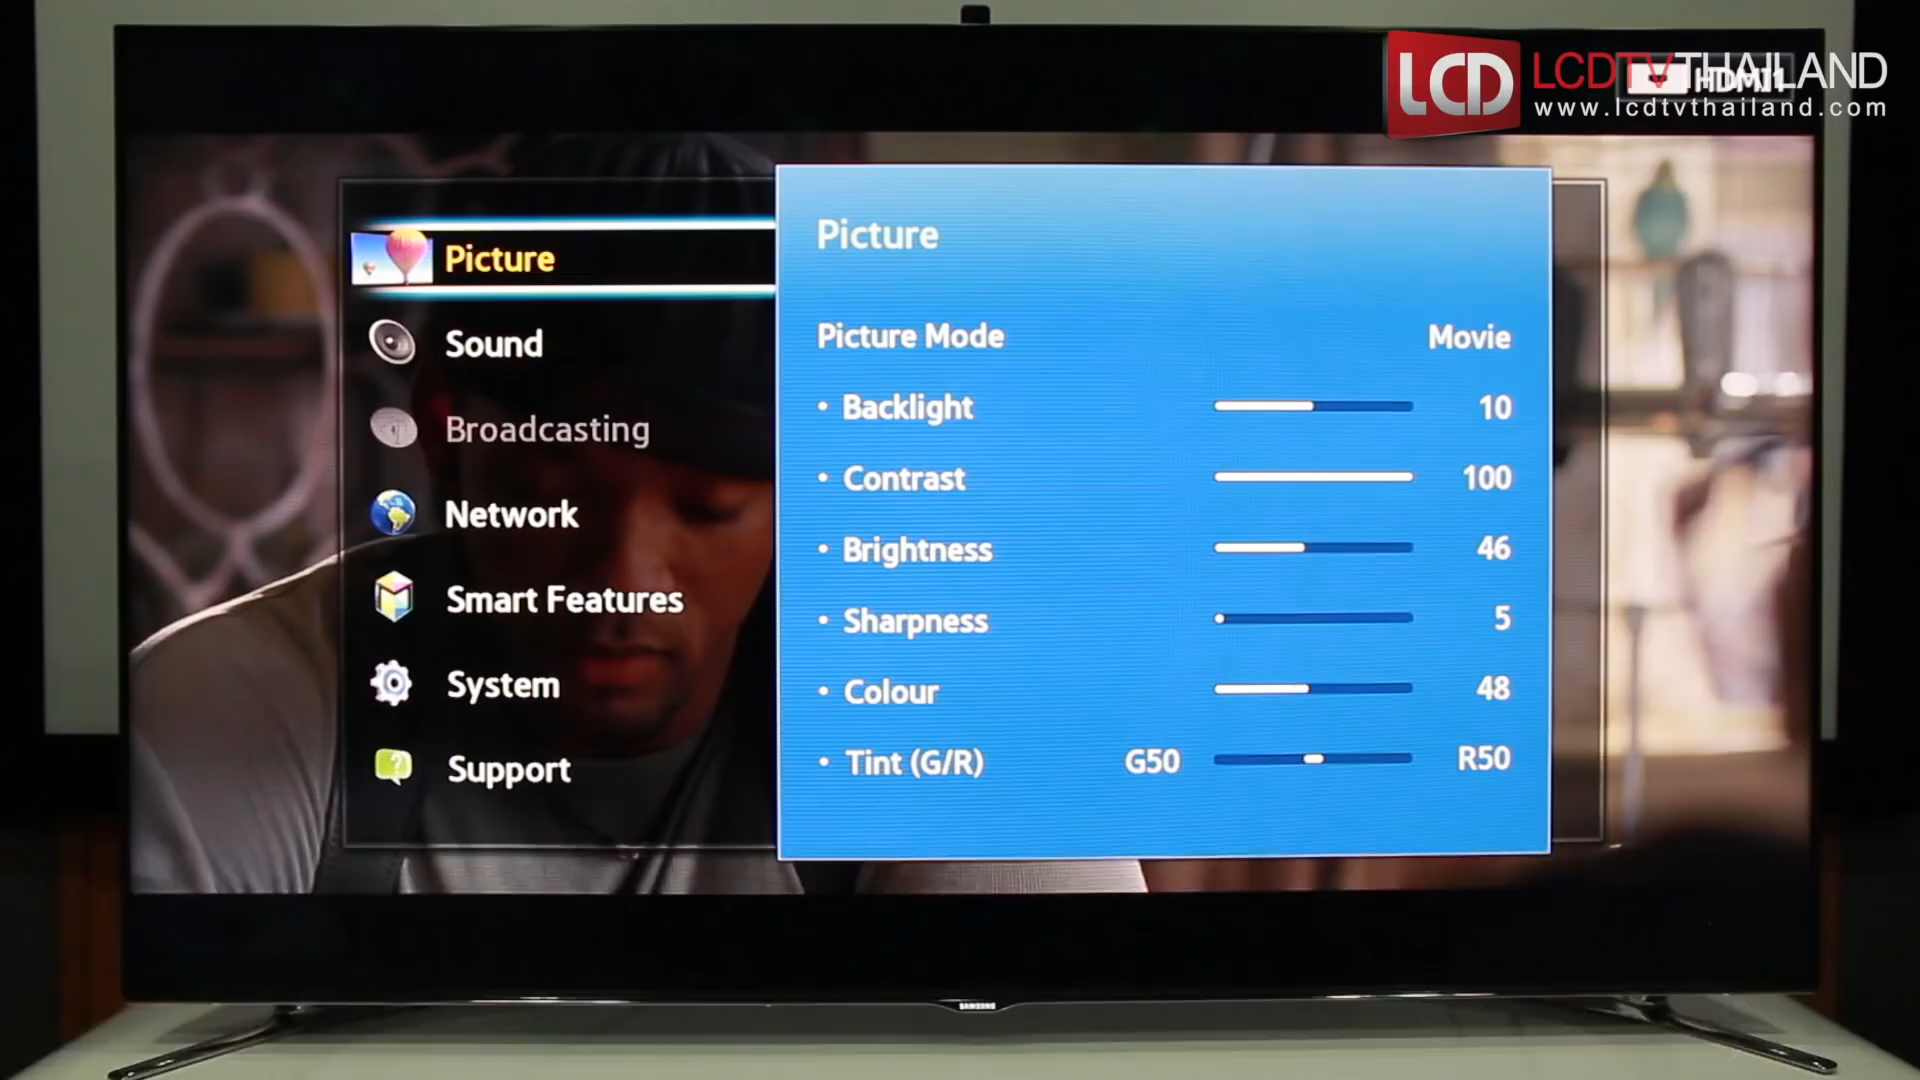 LCD LCDTVTHAILAND
HDMI1
www.lcdtvthailand.com
Picture
Sound
Broadcasting
Network
Smart Features
System
Support
Picture
Picture Mode Movie
• Backlight 10
• Contrast 100
• Brightness 46
• Sharpness 5
• Colour 48
• Tint (G/R) G50 R50
SAMSUNG